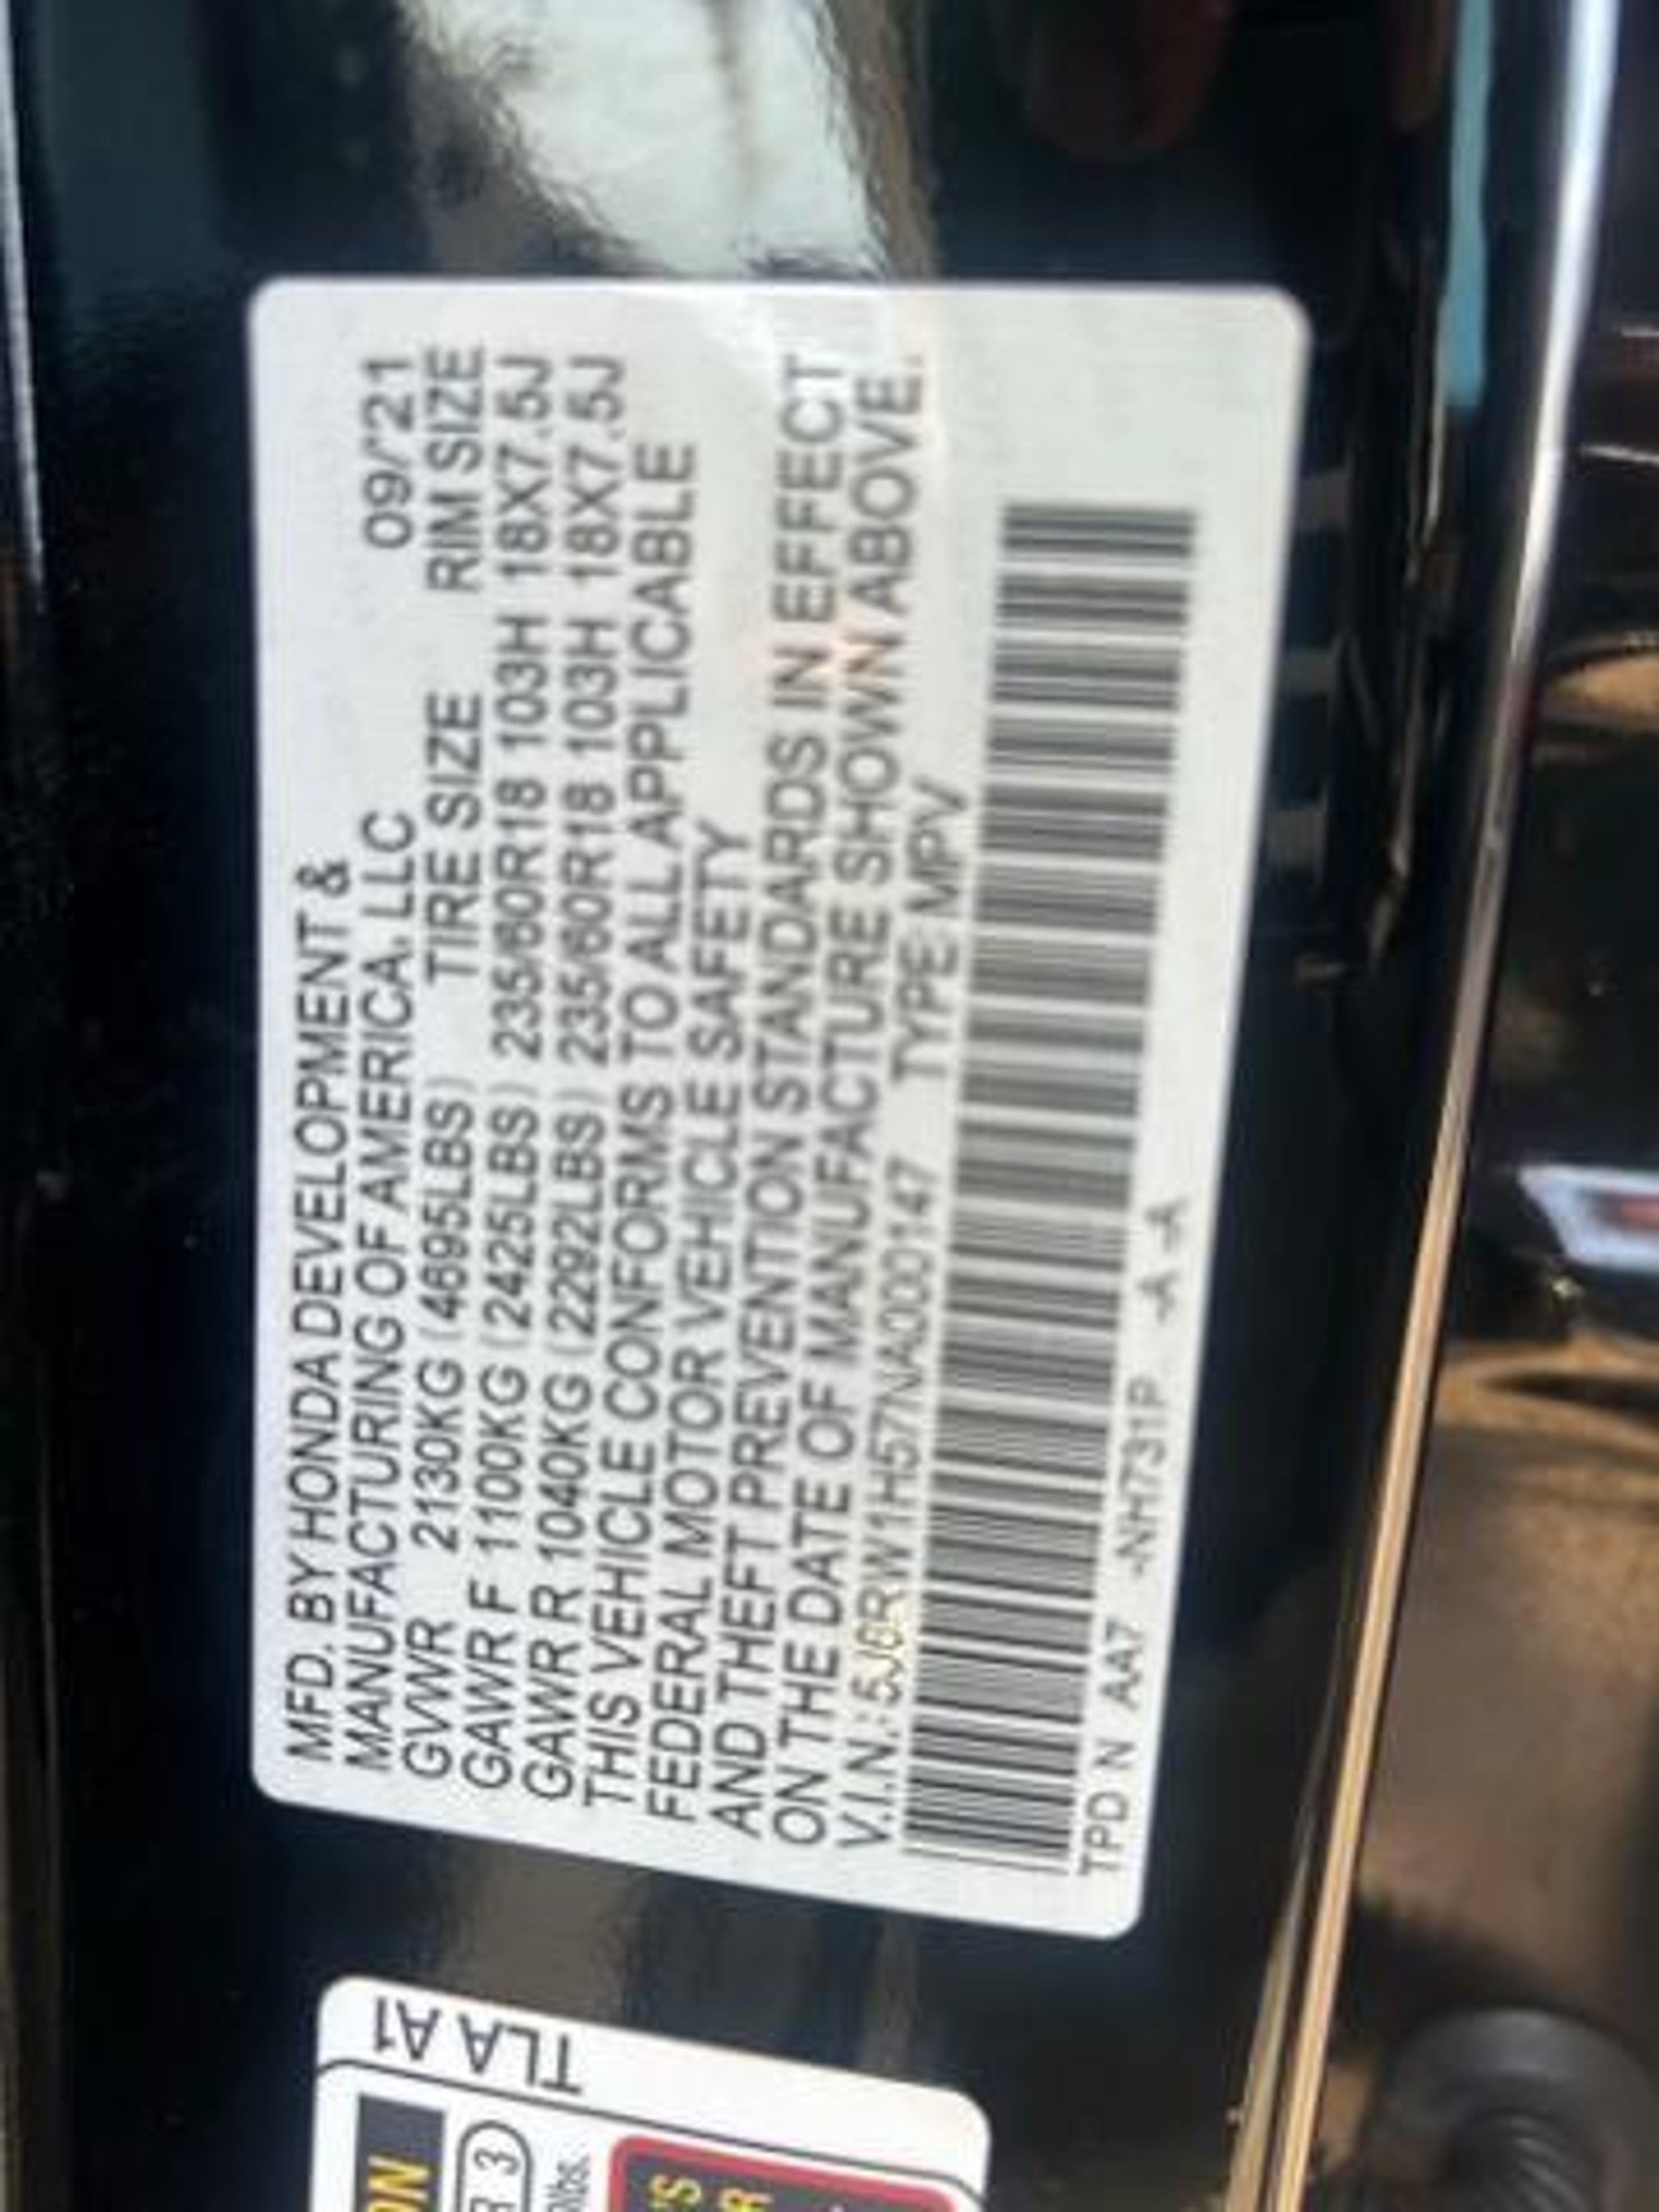 MFD. BY HONDA DEVELOPMENT &
MANUFACTURING OF AMERICA, LLC 09/'21
GVWR 2130KG (4695LBS) TIRE SIZE RIM SIZE
GAWR F 1100KG (2425LBS) 235/60R18 103H 18X7.5J
GAWR R 1040KG (2292LBS) 235/60R18 103H 18X7.5J
THIS VEHICLE CONFORMS TO ALL APPLICABLE
FEDERAL MOTOR VEHICLE SAFETY
AND THEFT PREVENTION STANDARDS IN EFFECT
ON THE DATE OF MANUFACTURE SHOWN ABOVE.
V.I.N.: 5J6RW1H57NA000147 TYPE: MPV
TPD N AA7 -NH731P -A -A
TLA A1